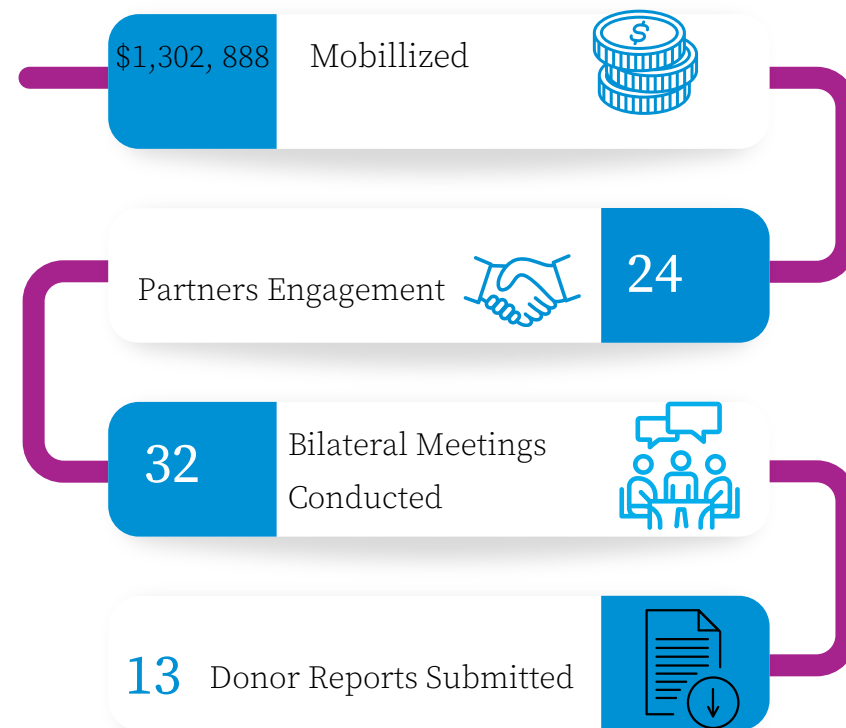 $1,302, 888 Mobillized
Partners Engagement 24
32 Bilateral Meetings
Conducted
13 Donor Reports Submitted